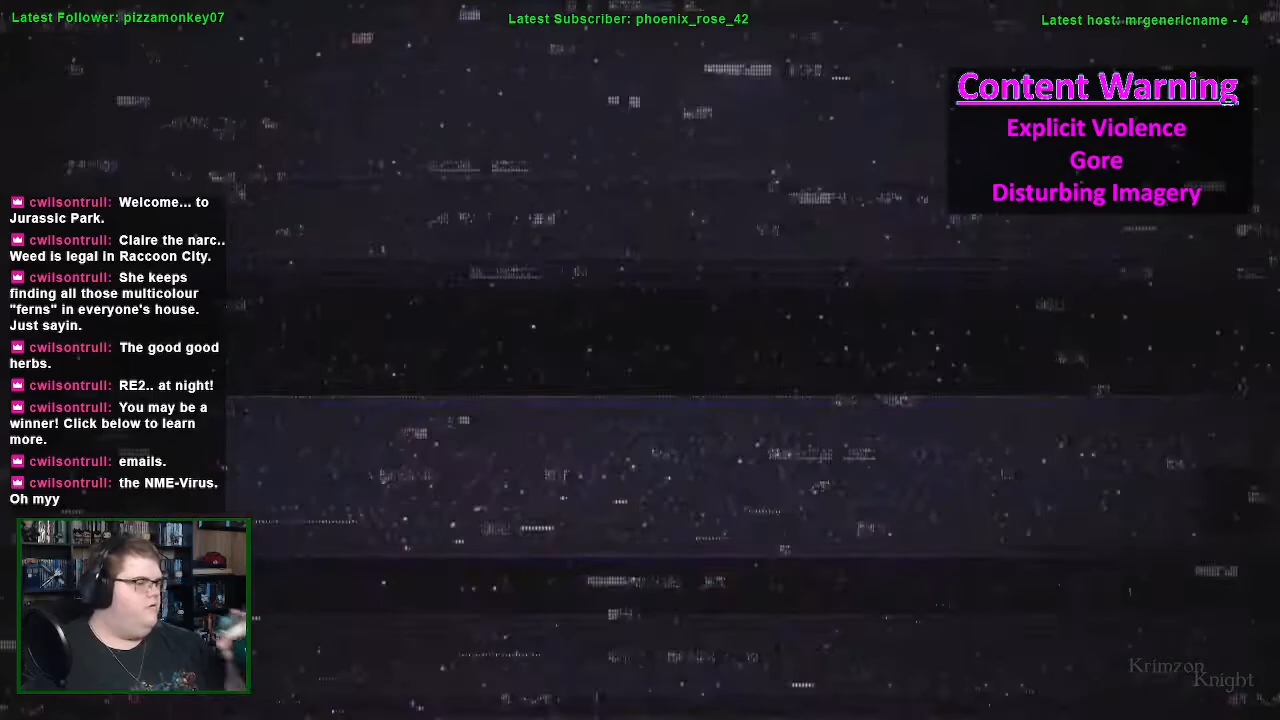 Latest Follower: pizzamonkey07
Latest Subscriber: phoenix_rose_42
Latest host: mrgenericname - 4
Content Warning
Explicit Violence
Gore
Disturbing Imagery
cwilsontrull: Welcome... to
Jurassic Park.
cwilsontrull: Claire the narc..
Weed is legal in Raccoon City.
cwilsontrull: She keeps
finding all those multicolour
"ferns" in everyone's house.
Just sayin.
cwilsontrull: The good good
herbs.
cwilsontrull: RE2.. at night!
cwilsontrull: You may be a
winner! Click below to learn
more.
cwilsontrull: emails.
cwilsontrull: the NME-Virus.
Oh myy
Krimzon
Knight